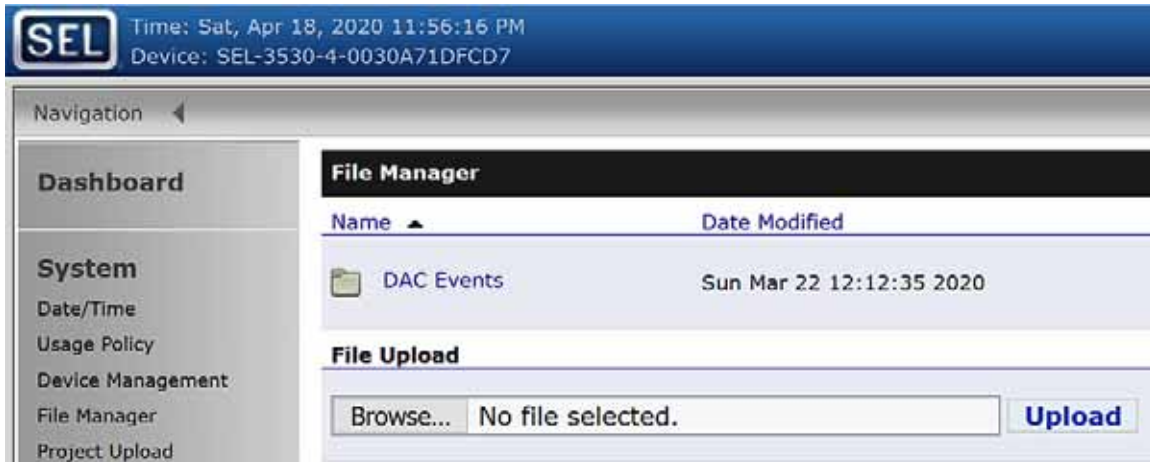 SEL
Time: Sat, Apr 18, 2020 11:56:16 PM
Device: SEL-3530-4-0030A71DFCD7
Navigation
Dashboard
System
Date/Time
Usage Policy
Device Management
File Manager
Project Upload
File Manager
Name Date Modified
DAC Events Sun Mar 22 12:12:35 2020
File Upload
Browse... No file selected. Upload